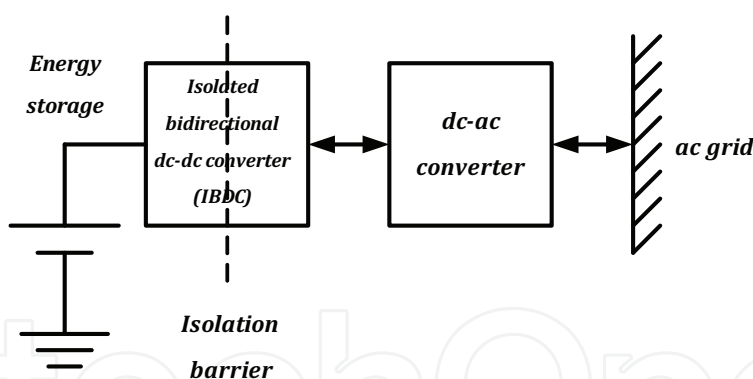 Energy
storage
Isolated
bidirectional
dc-dc converter
(IBDC)
dc-ac
converter
ac grid
Isolation
barrier